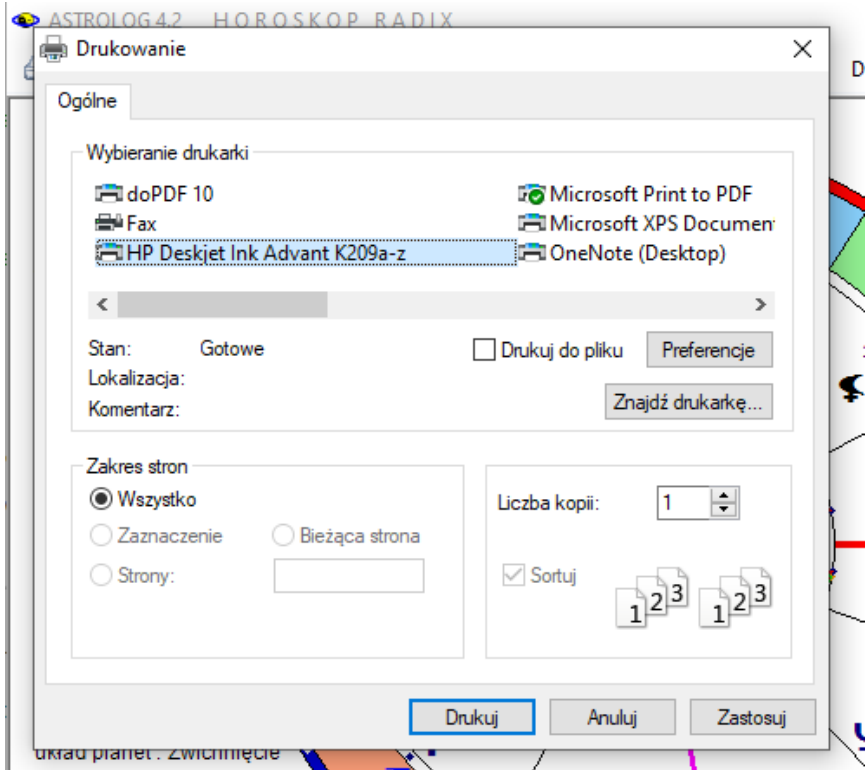 ASTROLOG 4.2 HOROSKOP RADIX
Drukowanie
D
Ogólne
Wybieranie drukarki
doPDF 10
Microsoft Print to PDF
Fax
Microsoft XPS Documen
HP Deskjet Ink Advant K209a-z
OneNote (Desktop)
Stan: Gotowe
Drukuj do pliku
Preferencje
Lokalizacja:
Komentarz:
Znajdź drukarkę...
Zakres stron
Wszystko
Liczba kopii: 1
Zaznaczenie
Bieżąca strona
Strony:
Sortuj
1 2 3 1 2 3
Drukuj
Anuluj
Zastosuj
układ planet : Zwichnięcie